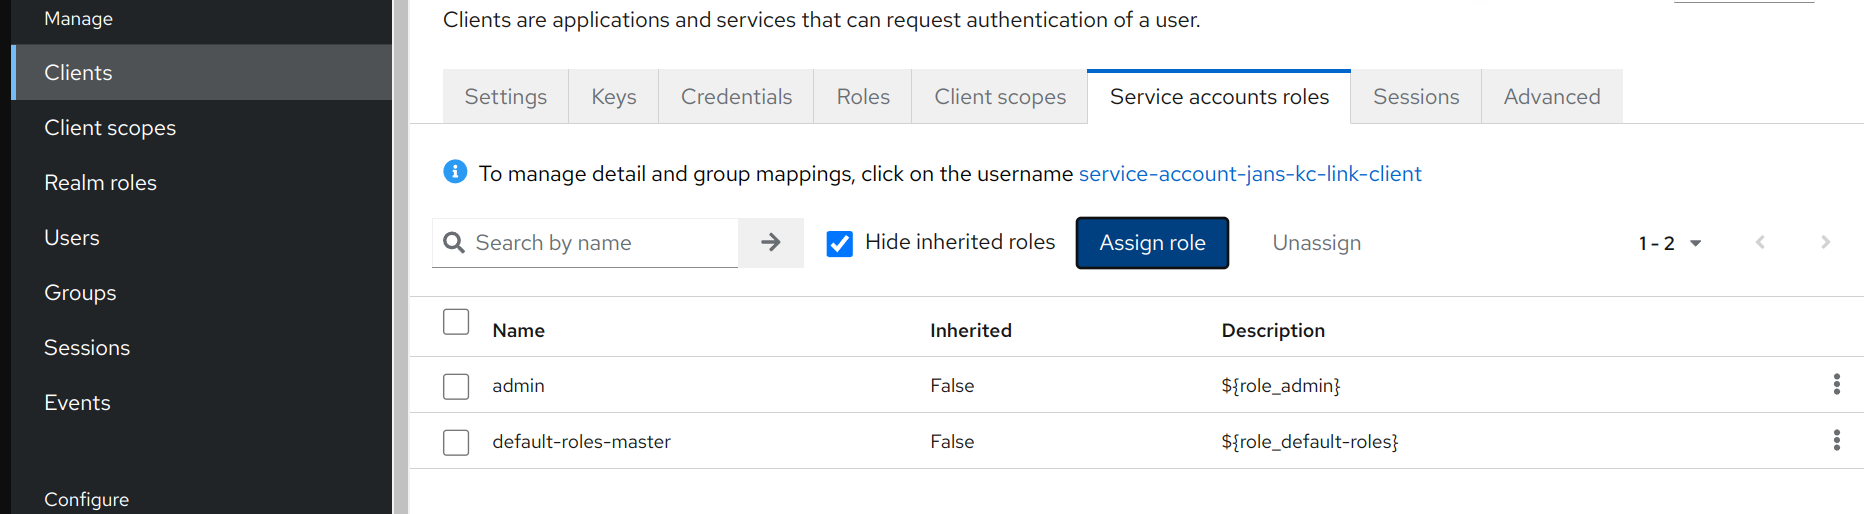 Manage
Clients
Client scopes
Realm roles
Users
Groups
Sessions
Events
Configure
Clients are applications and services that can request authentication of a user.
Settings Keys Credentials Roles Client scopes Service accounts roles Sessions Advanced
To manage detail and group mappings, click on the username service-account-jans-kc-link-client
Search by name Hide inherited roles Assign role Unassign 1 - 2
Name Inherited Description
admin False ${role_admin}
default-roles-master False ${role_default-roles}